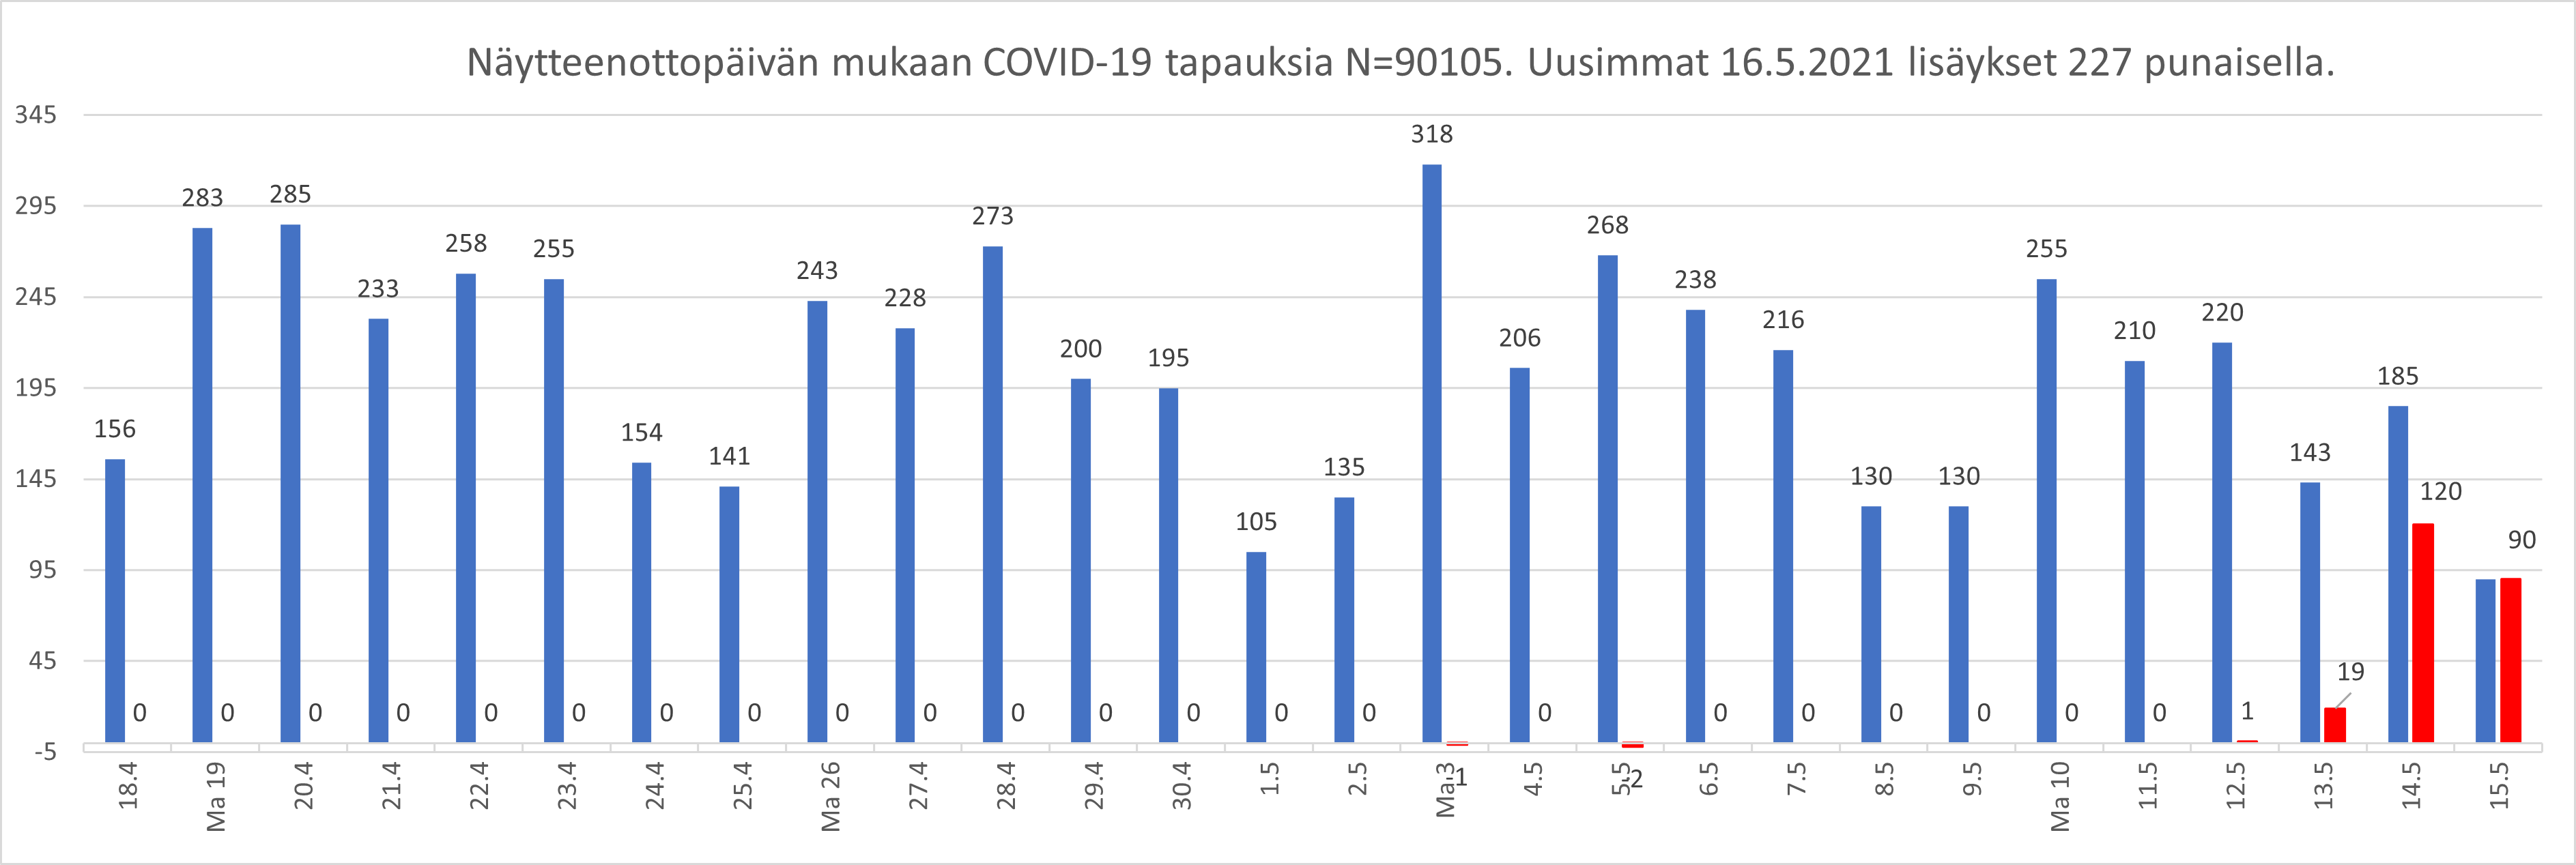 Näytteenottopäivän mukaan COVID-19 tapauksia N=90105. Uusimmat 16.5.2021 lisäykset 227 punaisella.
345
295
245
195
145
95
45
-5
156 283 285 233 258 255 154 141 243 228 273 200 195 105 135 318 206 268 238 216 130 130 255 210 220 143 185
0 0 0 0 0 0 0 0 0 0 0 0 0 0 0 -1 0 -2 0 0 0 0 0 0 1 19 120 90
18.4 Ma 19 20.4 21.4 22.4 23.4 24.4 25.4 Ma 26 27.4 28.4 29.4 30.4 1.5 2.5 Ma 3 4.5 5.5 6.5 7.5 8.5 9.5 Ma 10 11.5 12.5 13.5 14.5 15.5